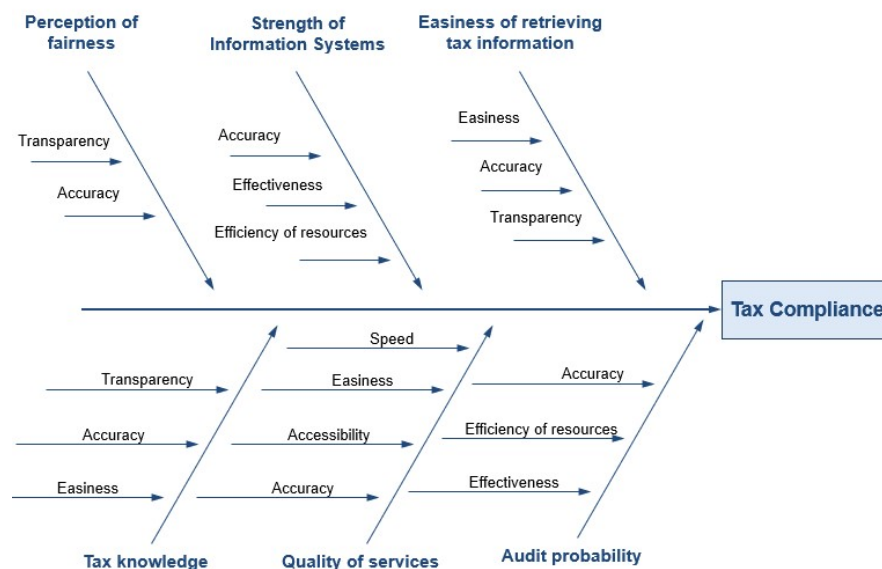 Perception of
fairness
Strength of
Information Systems
Easiness of retrieving
tax information
Transparency
Accuracy
Accuracy
Effectiveness
Efficiency of resources
Easiness
Accuracy
Transparency
Tax Compliance
Transparency
Accuracy
Easiness
Speed
Easiness
Accessibility
Accuracy
Accuracy
Efficiency of resources
Effectiveness
Tax knowledge
Quality of services
Audit probability